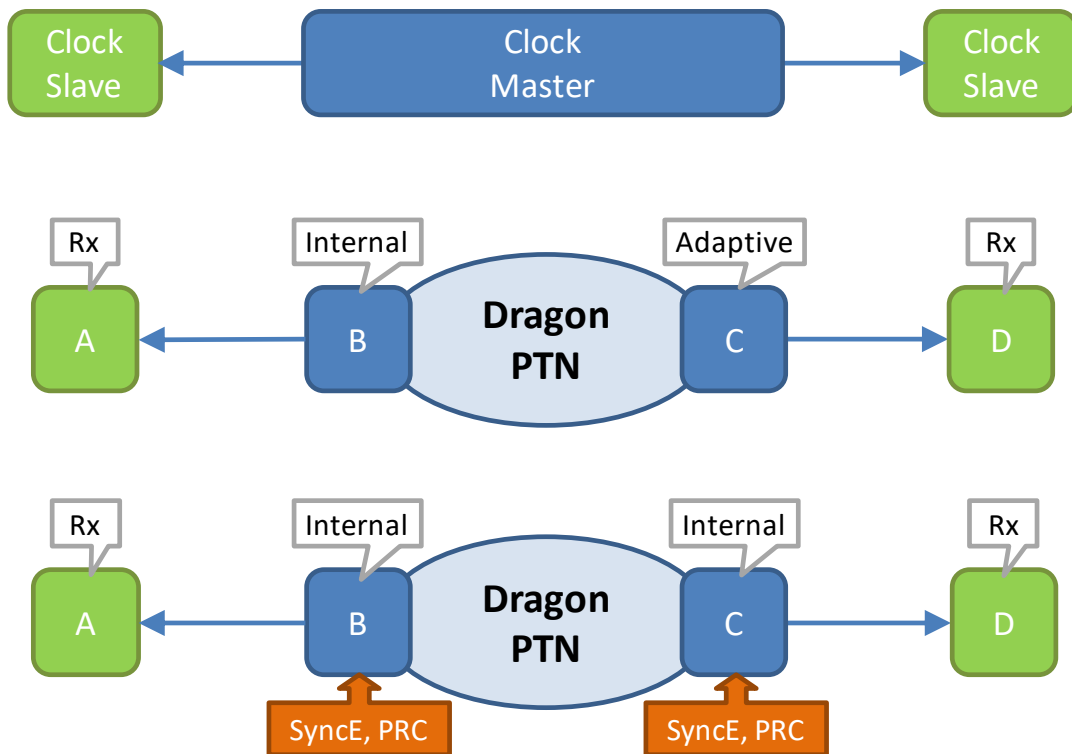 Clock
Slave
Clock
Master
Clock
Slave
Rx
Internal
Adaptive
Rx
A
B
Dragon
PTN
C
D
Rx
Internal
Internal
Rx
A
B
Dragon
PTN
C
D
SyncE, PRC
SyncE, PRC